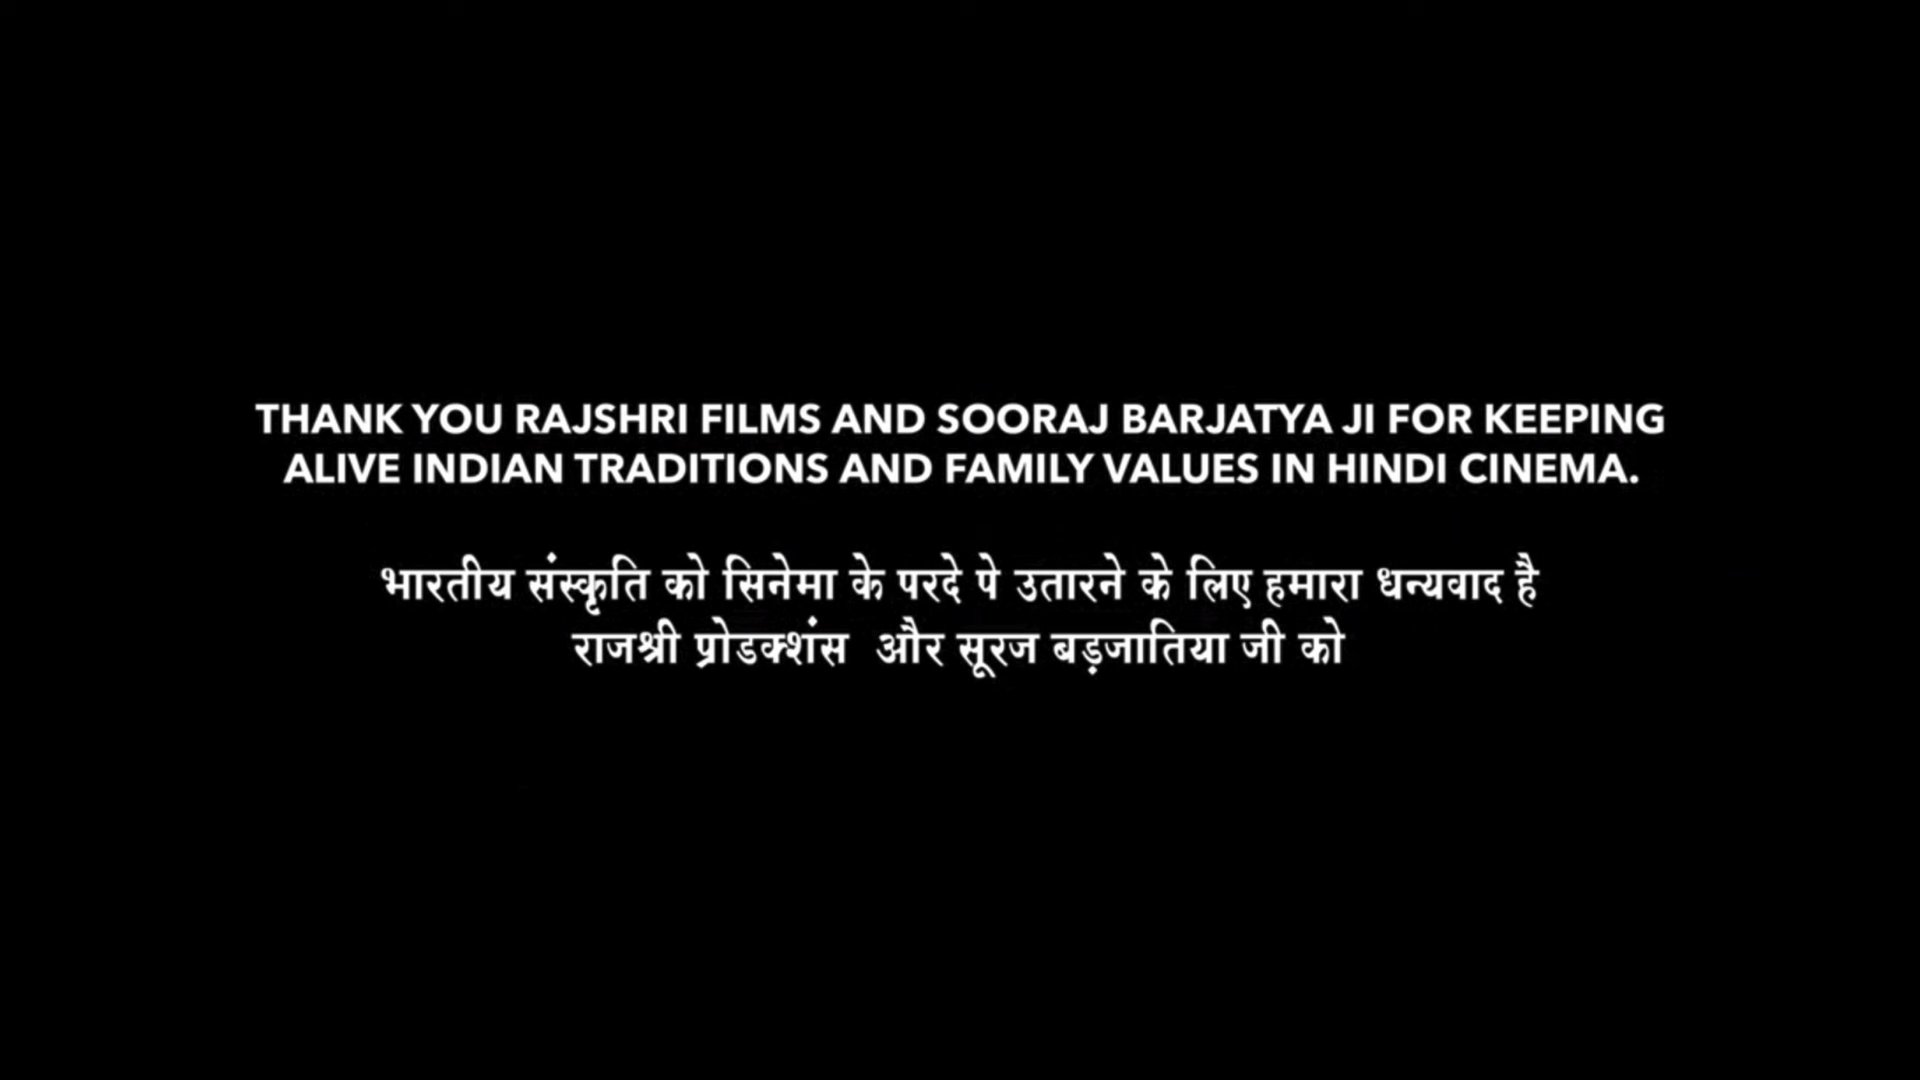 THANK YOU RAJSHRI FILMS AND SOORAJ BARJATYA JI FOR KEEPING
ALIVE INDIAN TRADITIONS AND FAMILY VALUES IN HINDI CINEMA.
भारतीय संस्कृति को सिनेमा के परदे पे उतारने के लिए हमारा धन्यवाद है
राजश्री प्रोडक्शंस और सूरज बड़जातिया जी को